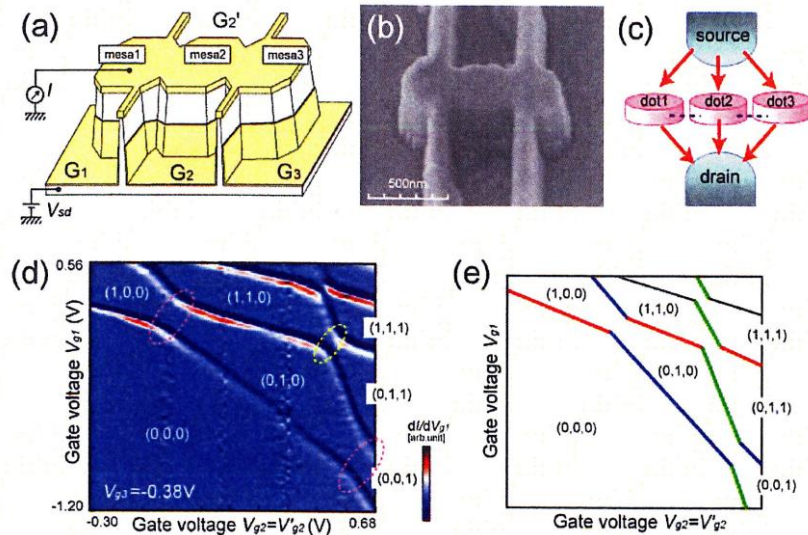 (a)
G2'
mesa1
mesa2
mesa3
I
G1
G2
G3
Vsd
(b)
500nm
(c)
source
dot1
dot2
dot3
drain
(d)
0.56
Gate voltage Vg1 (V)
-1.20
(1,0,0)
(1,1,0)
(1,1,1)
(0,1,0)
(0,1,1)
(0,0,0)
(0,0,1)
Vg3=-0.38V
dI/dVg1
[arb.unit]
-0.30
Gate voltage Vg2=V'g2 (V)
0.68
(e)
Gate voltage Vg1
(1,0,0)
(1,1,0)
(1,1,1)
(0,1,0)
(0,1,1)
(0,0,0)
(0,0,1)
Gate voltage Vg2=V'g2